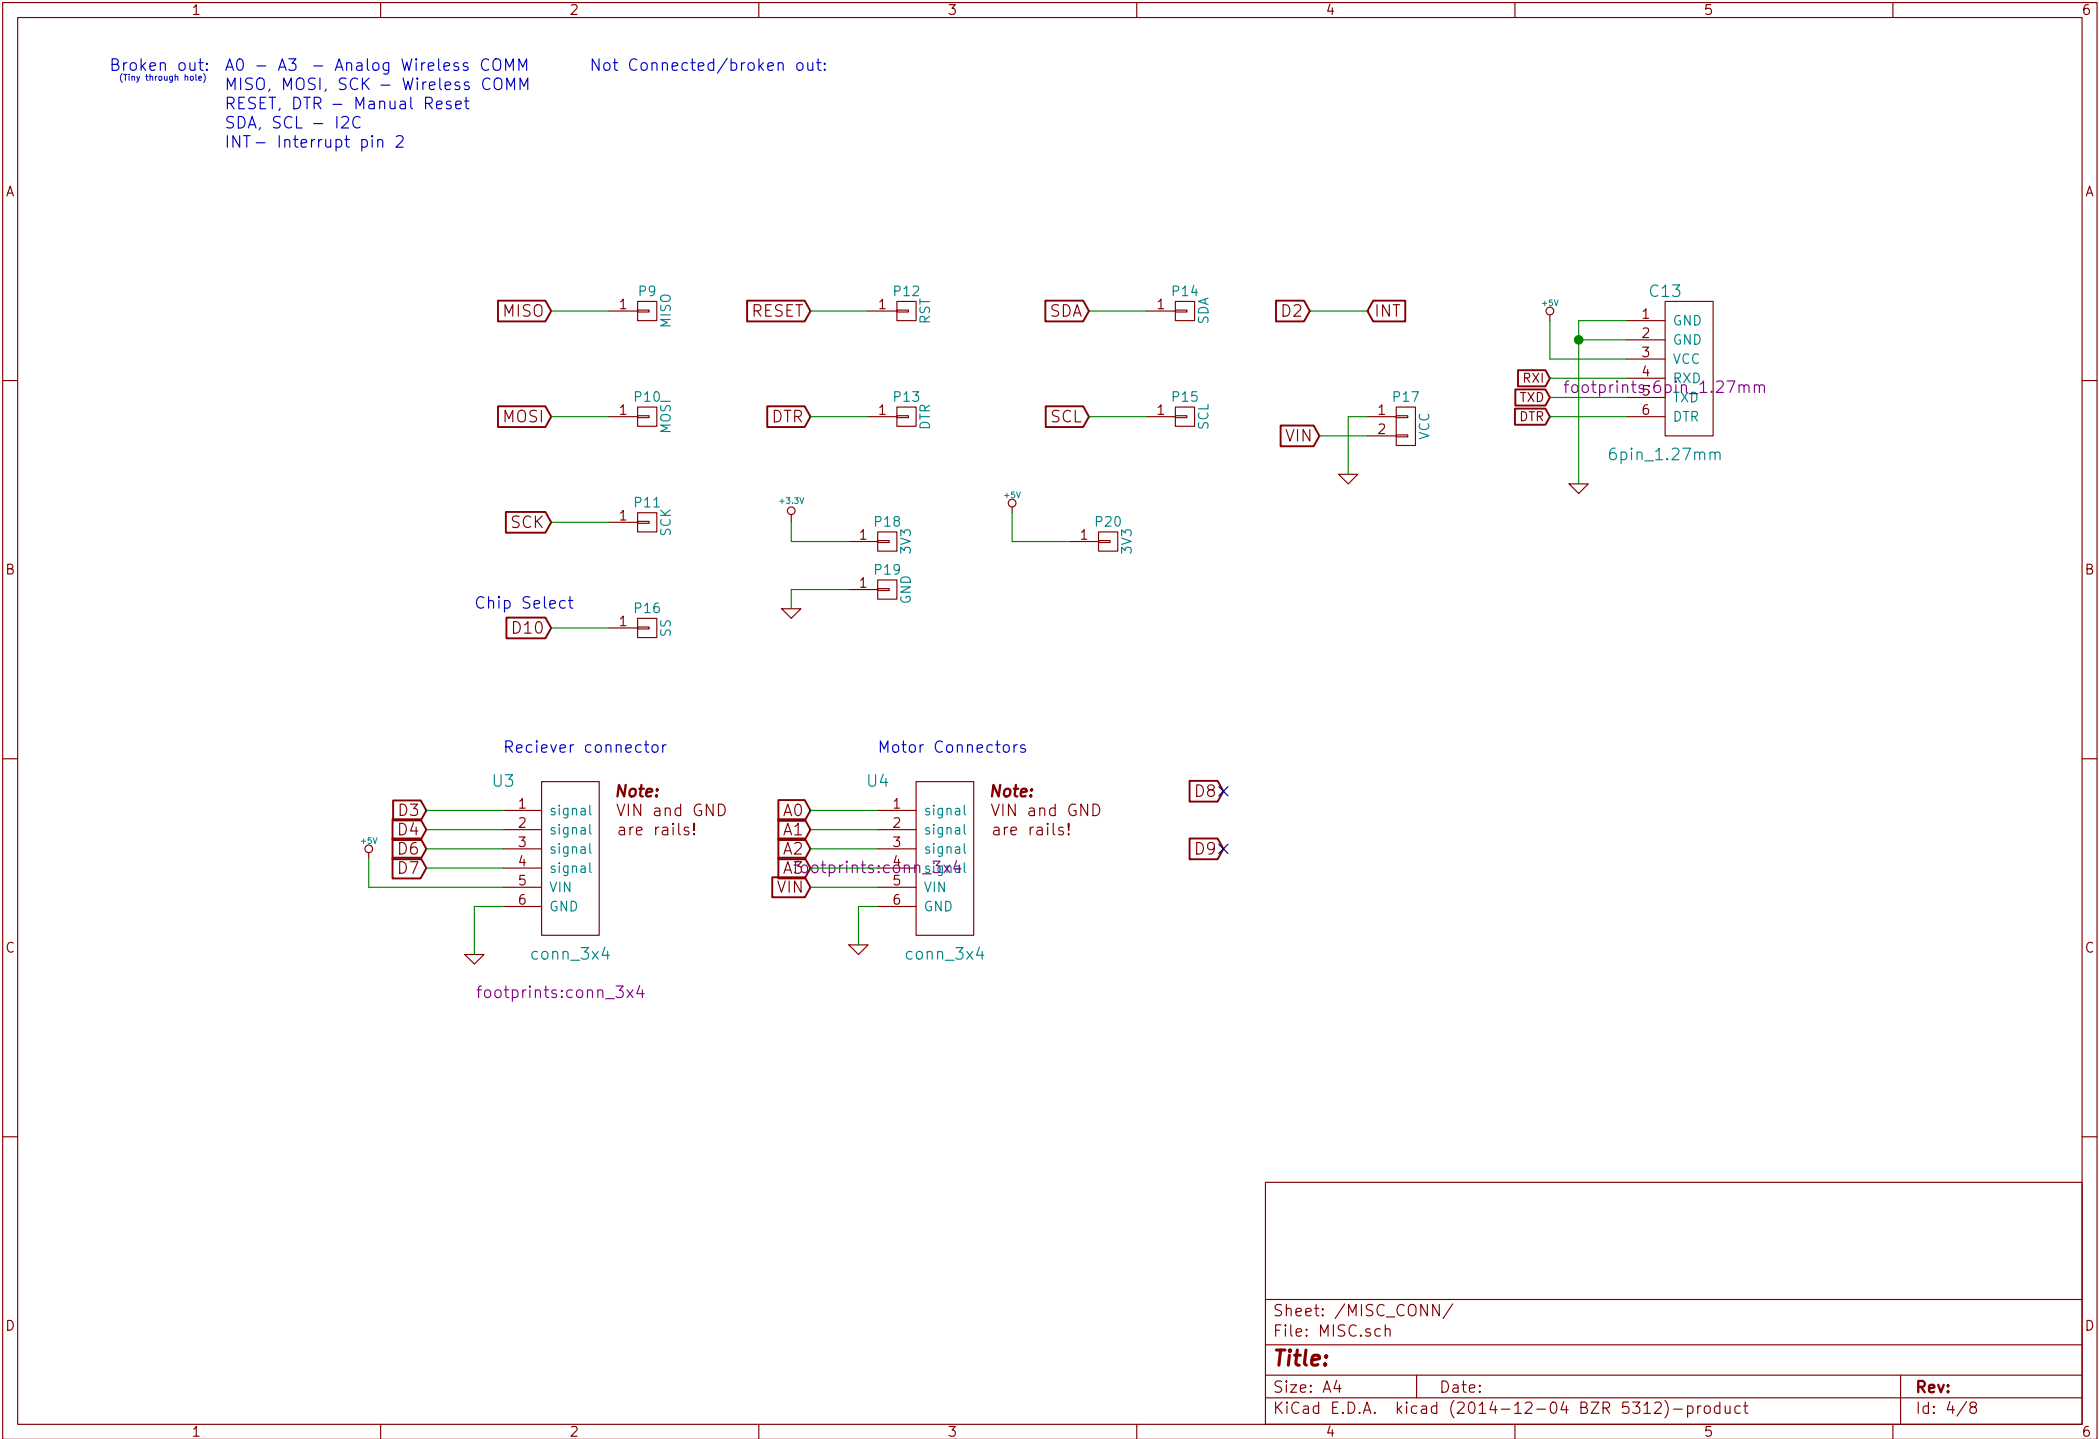 1 2 3 4 5 6
Broken out: A0 - A3 - Analog Wireless COMM
(Tiny through hole)
MISO, MOSI, SCK - Wireless COMM
RESET, DTR - Manual Reset
SDA, SCL - I2C
INT- Interrupt pin 2
Not Connected/broken out:
A A
MISO 1 P9 MISO
RESET 1 P12 RST
SDA 1 P14 SDA
D2 INT
+5V
C13
1 GND
2 GND
3 VCC
RXI 4 RXD
footprints:6pin_1.27mm
TXD 5 TXD
DTR 6 DTR
6pin_1.27mm
MOSI 1 P10 MOSI
DTR 1 P13 DTR
SCL 1 P15 SCL
P17 VCC
1
VIN 2
SCK 1 P11 SCK
+3.3V
1 P18 3V3
+5V
1 P20 3V3
B B
1 P19 GND
Chip Select
D10 1 P16 SS
Reciever connector
U3
D3 1 signal
D4 2 signal
D6 3 signal
D7 4 signal
+5V
5 VIN
6 GND
conn_3x4
footprints:conn_3x4
Note:
VIN and GND
are rails!
Motor Connectors
U4
A0 1 signal
A1 2 signal
A2 3 signal
A3 4 signal
footprints:conn_3x4
VIN 5 VIN
6 GND
conn_3x4
Note:
VIN and GND
are rails!
D8
D9
C C
D D
Sheet: /MISC_CONN/
File: MISC.sch
Title:
Size: A4 Date: Rev:
KiCad E.D.A. kicad (2014-12-04 BZR 5312)-product Id: 4/8
1 2 3 4 5 6